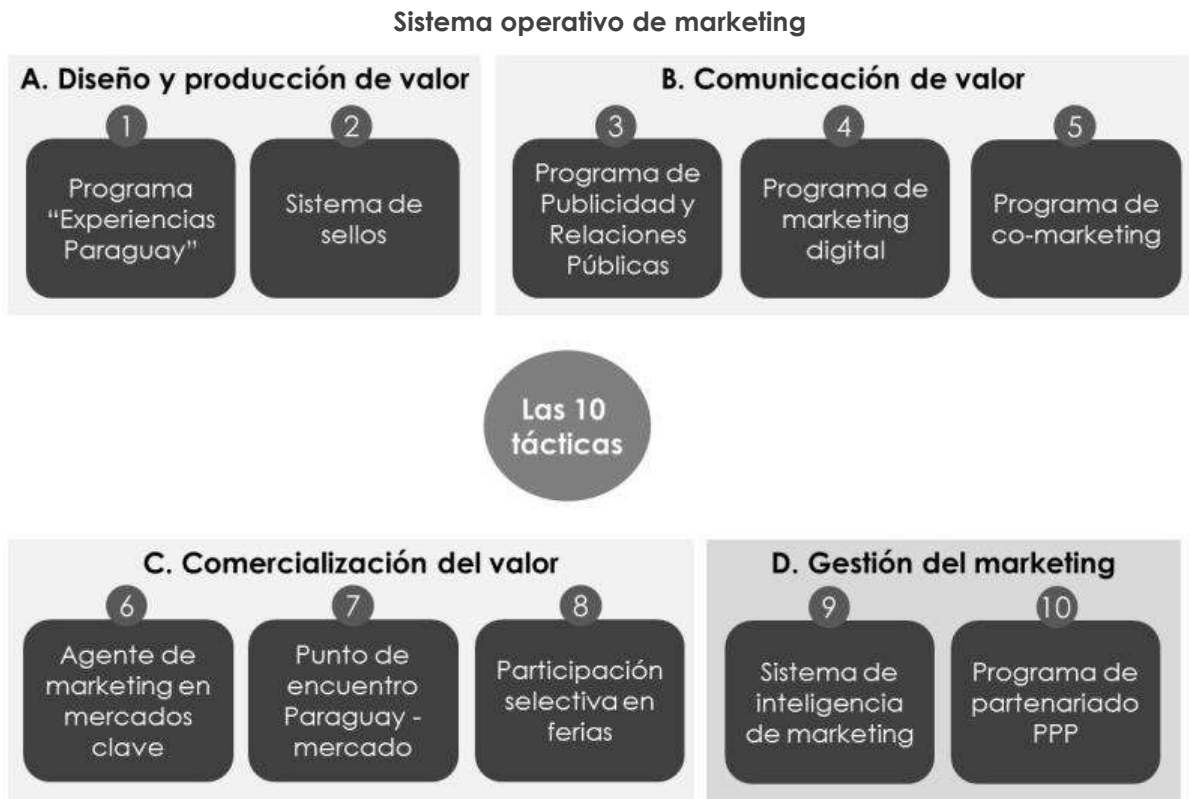 Sistema operativo de marketing
A. Diseño y producción de valor
1
Programa
“Experiencias
Paraguay”
2
Sistema de
sellos
B. Comunicación de valor
3
Programa de
Publicidad y
Relaciones
Públicas
4
Programa de
marketing
digital
5
Programa de
co-marketing
Las 10
tácticas
C. Comercialización del valor
6
Agente de
marketing en
mercados
clave
7
Punto de
encuentro
Paraguay -
mercado
8
Participación
selectiva en
ferias
D. Gestión del marketing
9
Sistema de
inteligencia
de marketing
10
Programa de
partenariado
PPP